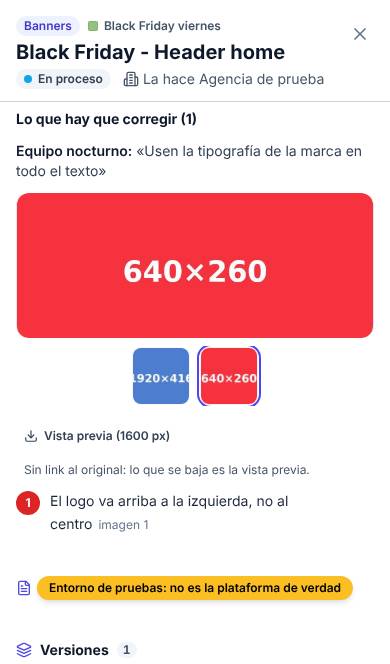 Banners Black Friday viernes
Black Friday - Header home
En proceso La hace Agencia de prueba
Lo que hay que corregir (1)
Equipo nocturno: «Usen la tipografía de la marca en
todo el texto»
640×260
1920×416 640×260
Vista previa (1600 px)
Sin link al original: lo que se baja es la vista previa.
1 El logo va arriba a la izquierda, no al
centro imagen 1
Entorno de pruebas: no es la plataforma de verdad
Versiones 1